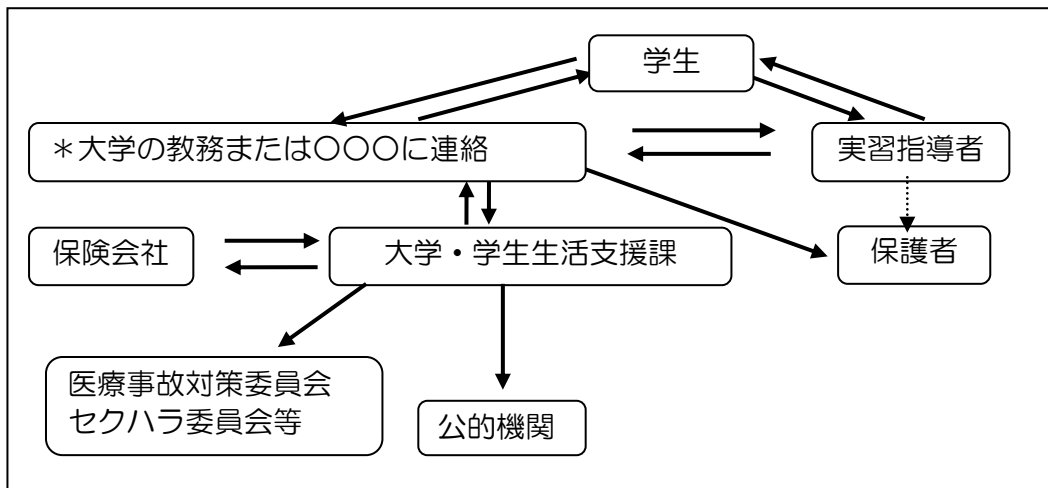 学生
＊大学の教務または〇〇〇に連絡
実習指導者
保険会社
大学・学生生活支援課
保護者
医療事故対策委員会
セクハラ委員会等
公的機関